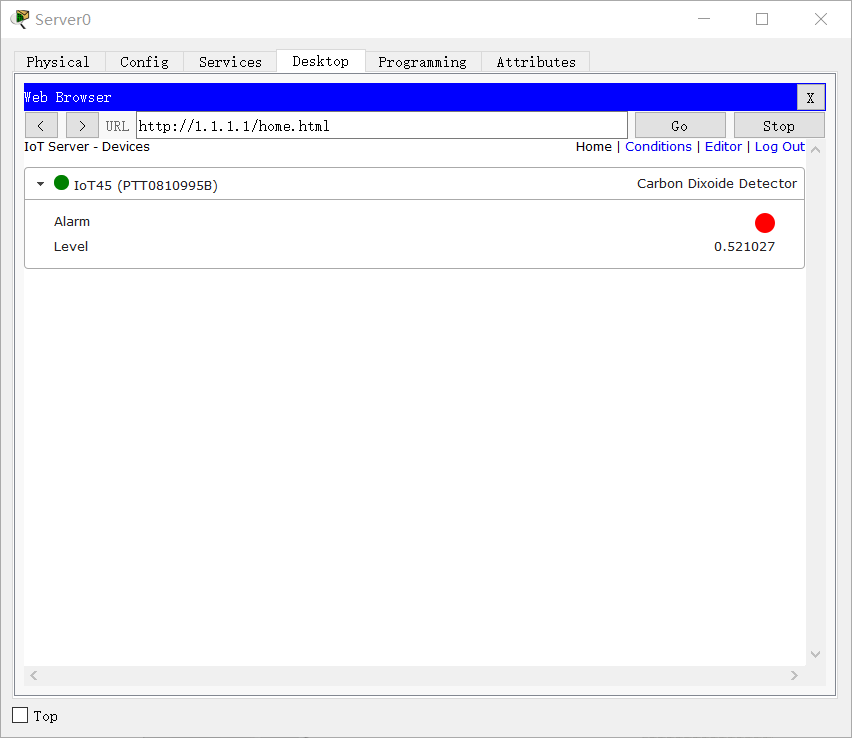 Server0
Physical Config Services Desktop Programming Attributes
Web Browser X
< > URL http://1.1.1.1/home.html Go Stop
IoT Server - Devices Home | Conditions | Editor | Log Out
IoT45 (PTT0810995B) Carbon Dixoide Detector
Alarm
Level 0.521027
Top